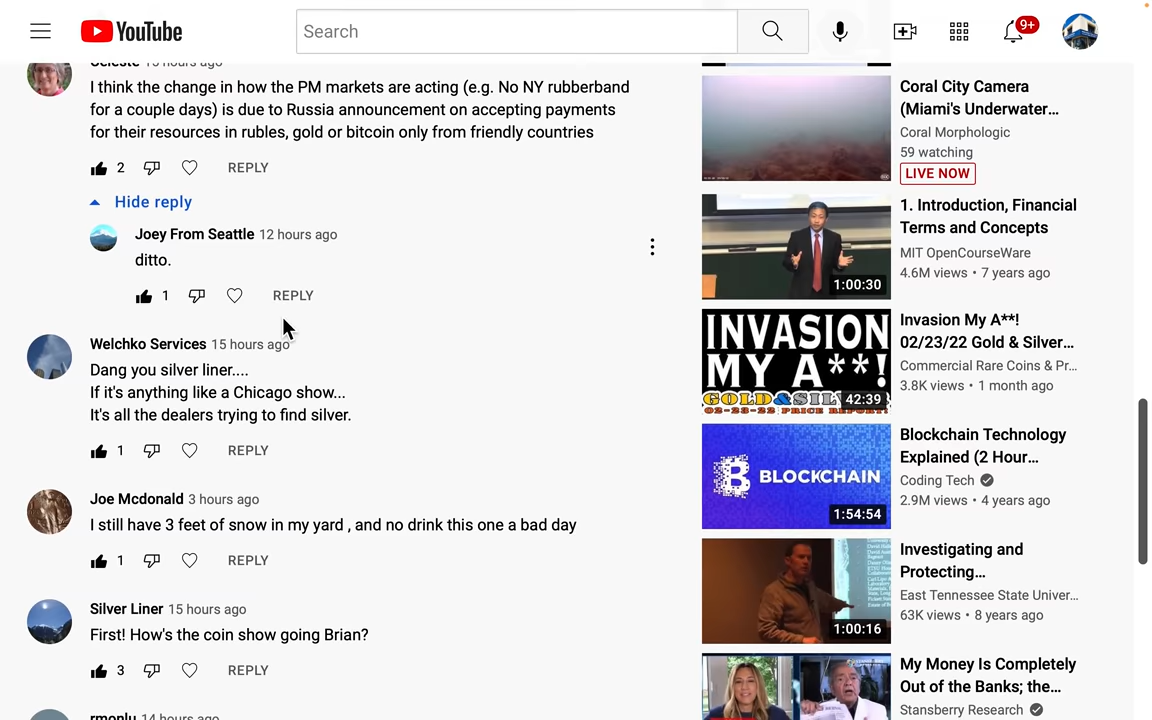 YouTube
Search
9+
Celeste 15 hours ago
I think the change in how the PM markets are acting (e.g. No NY rubberband
for a couple days) is due to Russia announcement on accepting payments
for their resources in rubles, gold or bitcoin only from friendly countries
2 REPLY
Hide reply
Joey From Seattle 12 hours ago
ditto.
1 REPLY
Welchko Services 15 hours ago
Dang you silver liner....
If it's anything like a Chicago show...
It's all the dealers trying to find silver.
1 REPLY
Joe Mcdonald 3 hours ago
I still have 3 feet of snow in my yard , and no drink this one a bad day
1 REPLY
Silver Liner 15 hours ago
First! How's the coin show going Brian?
3 REPLY
rmonlu 14 hours ago
Coral City Camera
(Miami's Underwater...
Coral Morphologic
59 watching
LIVE NOW
1:00:30
1. Introduction, Financial
Terms and Concepts
MIT OpenCourseWare
4.6M views • 7 years ago
INVASION
MY A**!
GOLD & SIL
02-23-22 PRICE REPORT!
42:39
Invasion My A**!
02/23/22 Gold & Silver...
Commercial Rare Coins & Pr...
3.8K views • 1 month ago
BLOCKCHAIN
1:54:54
Blockchain Technology
Explained (2 Hour...
Coding Tech
2.9M views • 4 years ago
1:00:16
Investigating and
Protecting...
East Tennessee State Univer...
63K views • 8 years ago
My Money Is Completely
Out of the Banks; the...
Stansberry Research